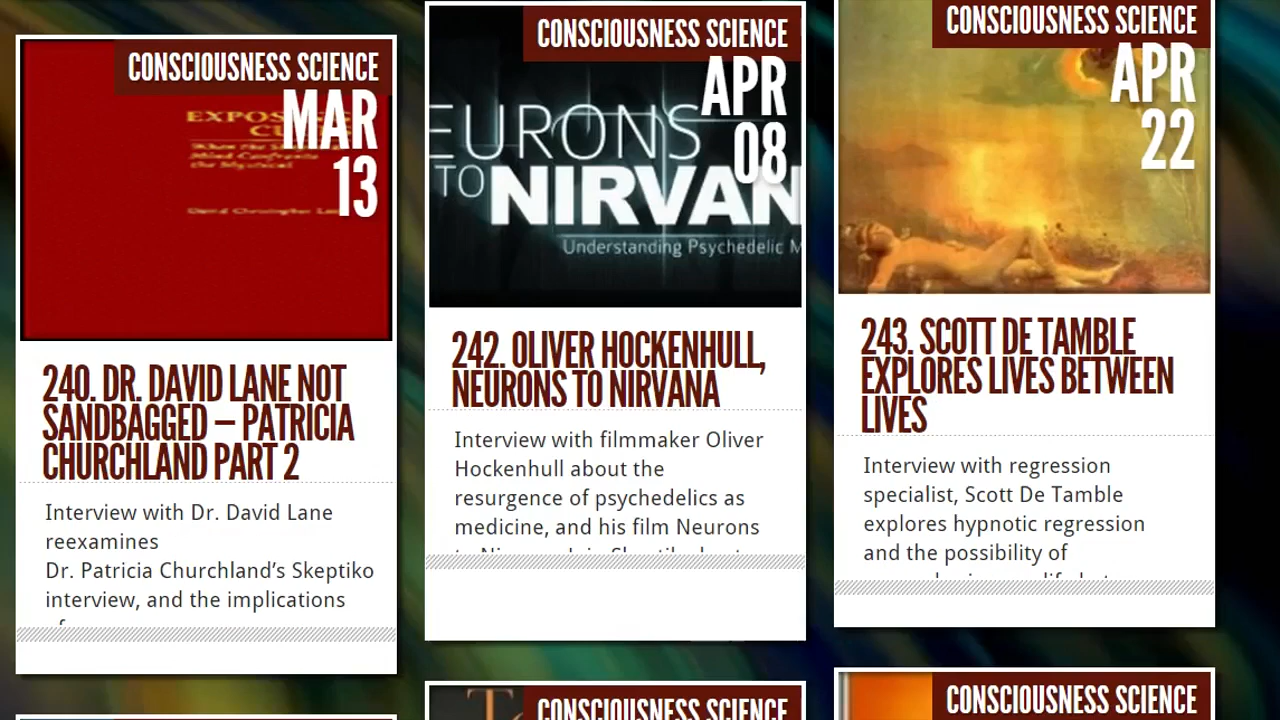 CONSCIOUSNESS SCIENCE
MAR
13
240. DR. DAVID LANE NOT
SANDBAGGED – PATRICIA
CHURCHLAND PART 2
Interview with Dr. David Lane
reexamines
Dr. Patricia Churchland's Skeptiko
interview, and the implications
CONSCIOUSNESS SCIENCE
APR
08
EURONS
TO NIRVAN
Understanding Psychedelic M
242. OLIVER HOCKENHULL,
NEURONS TO NIRVANA
Interview with filmmaker Oliver
Hockenhull about the
resurgence of psychedelics as
medicine, and his film Neurons
CONSCIOUSNESS SCIENCE
APR
22
243. SCOTT DE TAMBLE
EXPLORES LIVES BETWEEN
LIVES
Interview with regression
specialist, Scott De Tamble
explores hypnotic regression
and the possibility of
CONSCIOUSNESS SCIENCE
CONSCIOUSNESS SCIENCE